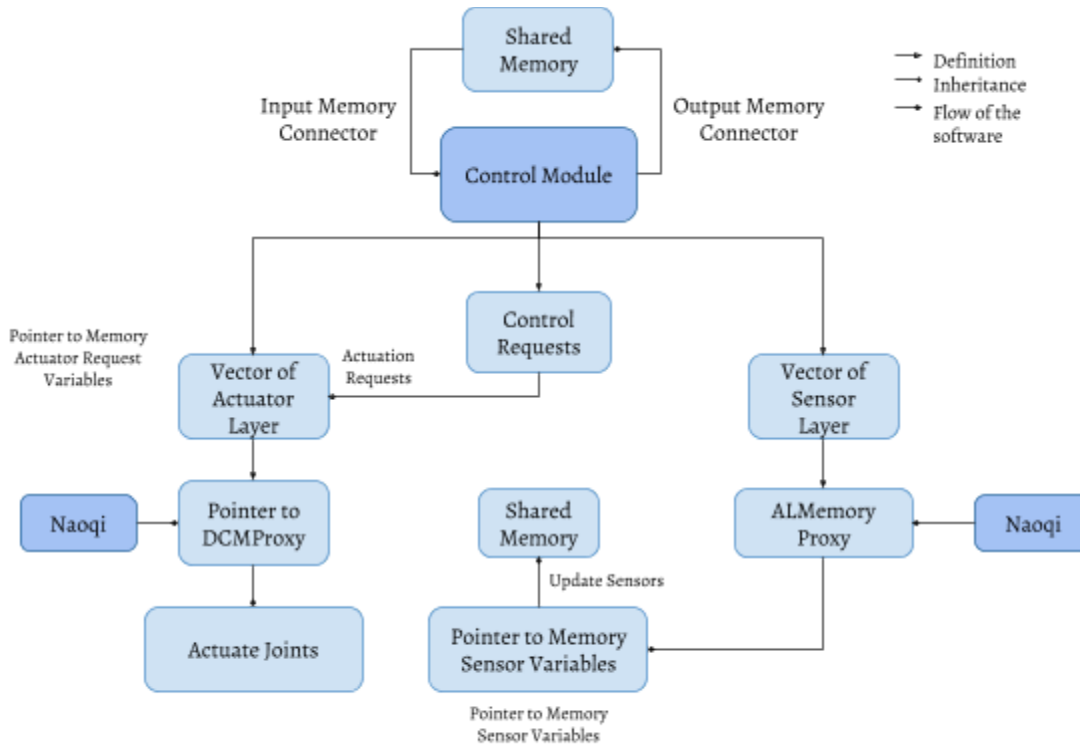 Shared
Memory
Definition
Inheritance
Flow of the
software
Input Memory
Connector
Output Memory
Connector
Control Module
Control
Requests
Pointer to Memory
Actuator Request
Variables
Actuation
Requests
Vector of
Actuator
Layer
Vector of
Sensor
Layer
Naoqi
Pointer to
DCMProxy
Shared
Memory
ALMemory
Proxy
Naoqi
Update Sensors
Actuate Joints
Pointer to Memory
Sensor Variables
Pointer to Memory
Sensor Variables